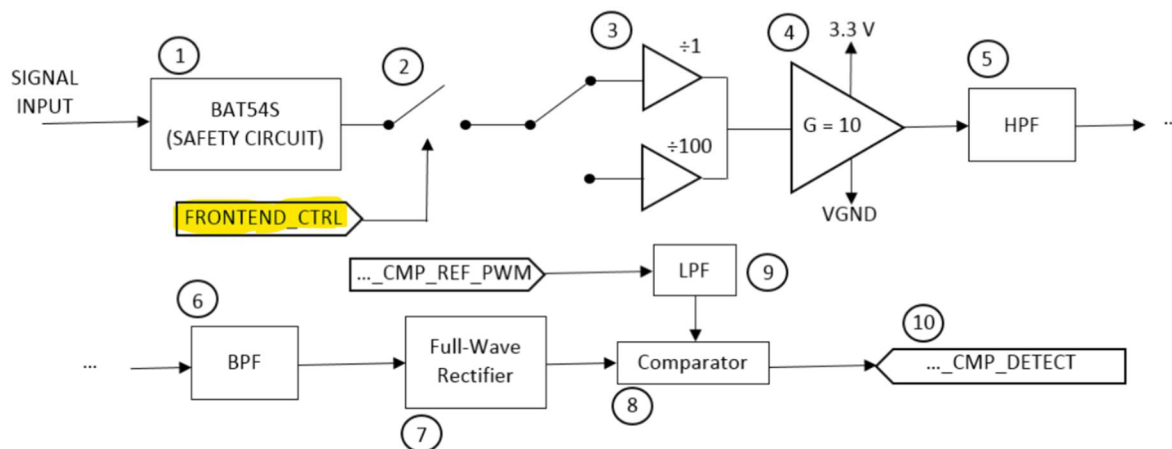 1
2
3
÷1
4
3.3 V
5
SIGNAL
INPUT
BAT54S
(SAFETY CIRCUIT)
G = 10
HPF
...
÷100
FRONTEND_CTRL
VGND
..._CMP_REF_PWM
LPF
9
6
10
...
BPF
Full-Wave
Rectifier
Comparator
..._CMP_DETECT
7
8